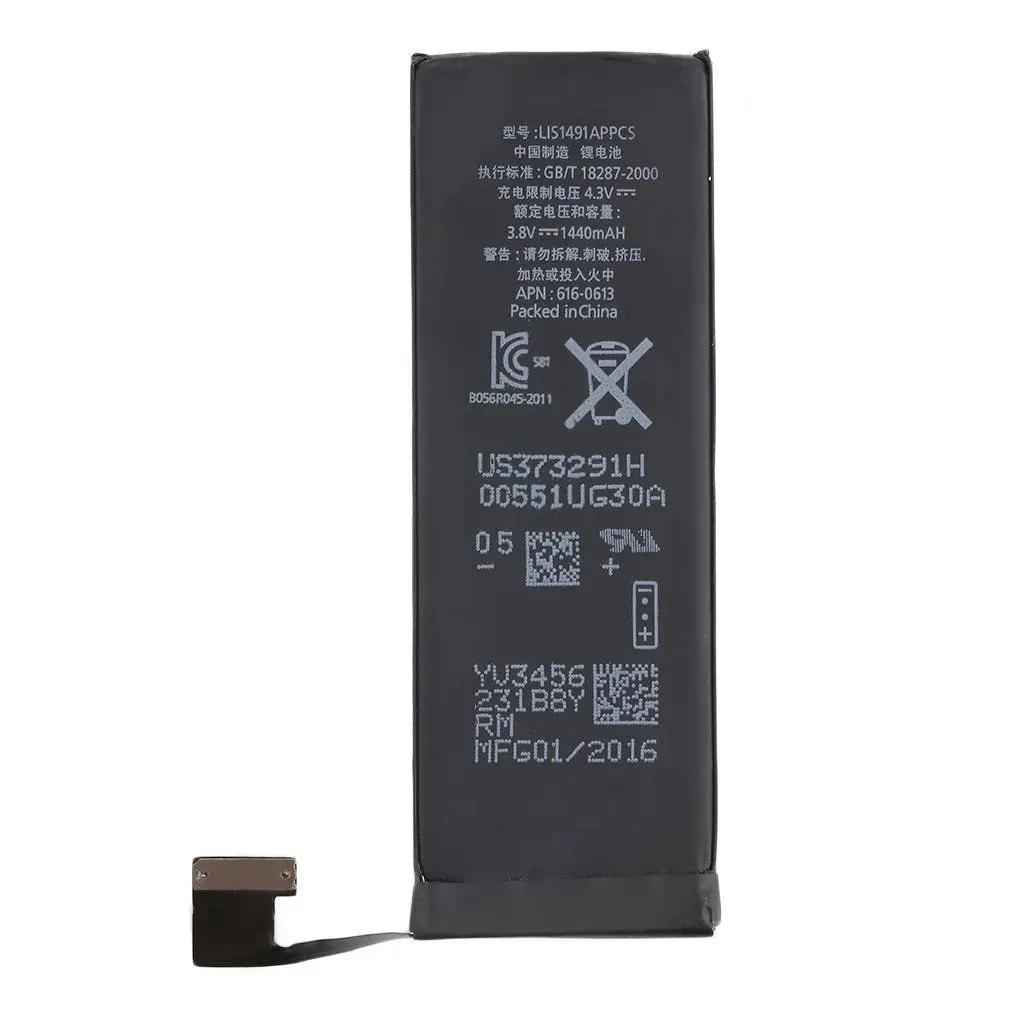 型号:LIS1491APPCS
中国制造 锂电池
执行标准:GB/T 18287-2000
充电限制电压 4.3V⎓
额定电压和容量:
3.8V⎓1440mAH
警告:请勿拆解.刺破.挤压.
加热或投入火中
APN:616-0613
Packed in China
B056R045-2011
US373291H
00551UG30A
05
- +
+
YV3456
231B8Y
RM
MFG01/2016